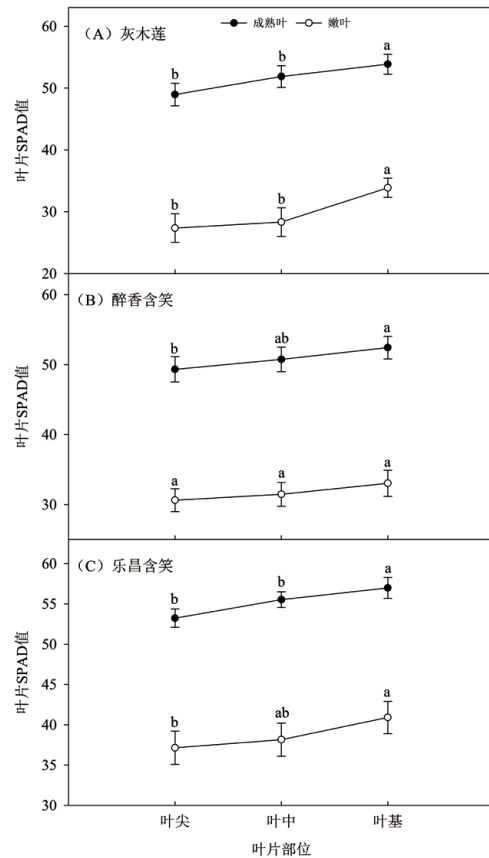 成熟叶 嫩叶
（A）灰木莲
60
50
40
30
20
叶片SPAD值
b b a
b b a
（B）醉香含笑
60
50
40
30
叶片SPAD值
b ab a
a a a
（C）乐昌含笑
60
55
50
45
40
35
30
叶片SPAD值
b b a
b ab a
叶尖 叶中 叶基
叶片部位